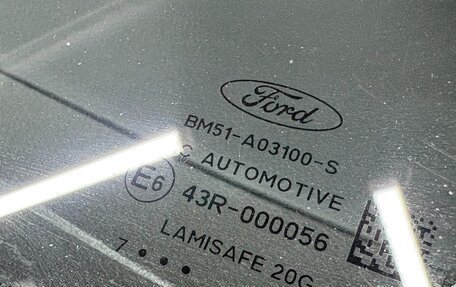 Ford
BM51-A03100-S
AUTOMOTIVE
E6 43R-000056
LAMISAFE 20G
7 • • •